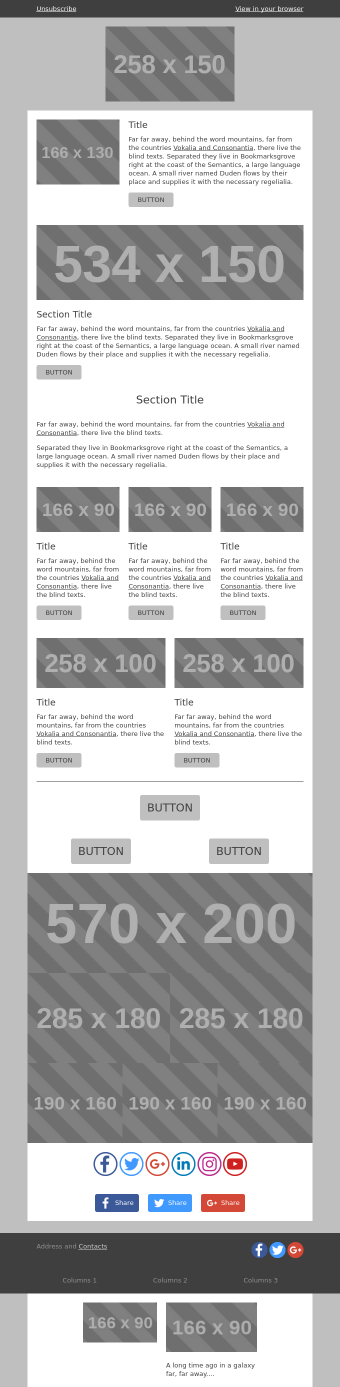 Unsubscribe View in your browser
258 x 150
166 x 130
Title
Far far away, behind the word mountains, far from
the countries Vokalia and Consonantia, there live the
blind texts. Separated they live in Bookmarksgrove
right at the coast of the Semantics, a large language
ocean. A small river named Duden flows by their
place and supplies it with the necessary regelialia.
BUTTON
534 x 150
Section Title
Far far away, behind the word mountains, far from the countries Vokalia and
Consonantia, there live the blind texts. Separated they live in Bookmarksgrove
right at the coast of the Semantics, a large language ocean. A small river named
Duden flows by their place and supplies it with the necessary regelialia.
BUTTON
Section Title
Far far away, behind the word mountains, far from the countries Vokalia and
Consonantia, there live the blind texts.
Separated they live in Bookmarksgrove right at the coast of the Semantics, a
large language ocean. A small river named Duden flows by their place and
supplies it with the necessary regelialia.
166 x 90
Title
Far far away, behind the
word mountains, far from
the countries Vokalia and
Consonantia, there live
the blind texts.
BUTTON
166 x 90
Title
Far far away, behind the
word mountains, far from
the countries Vokalia and
Consonantia, there live
the blind texts.
BUTTON
166 x 90
Title
Far far away, behind the
word mountains, far from
the countries Vokalia and
Consonantia, there live
the blind texts.
BUTTON
258 x 100
Title
Far far away, behind the word
mountains, far from the countries
Vokalia and Consonantia, there live the
blind texts.
BUTTON
258 x 100
Title
Far far away, behind the word
mountains, far from the countries
Vokalia and Consonantia, there live the
blind texts.
BUTTON
BUTTON
BUTTON BUTTON
570 x 200
285 x 180 285 x 180
190 x 160 190 x 160 190 x 160
f G+ in
f Share Share G+ Share
Address and Contacts f G+
Columns 1 Columns 2 Columns 3
166 x 90 166 x 90
A long time ago in a galaxy
far, far away....